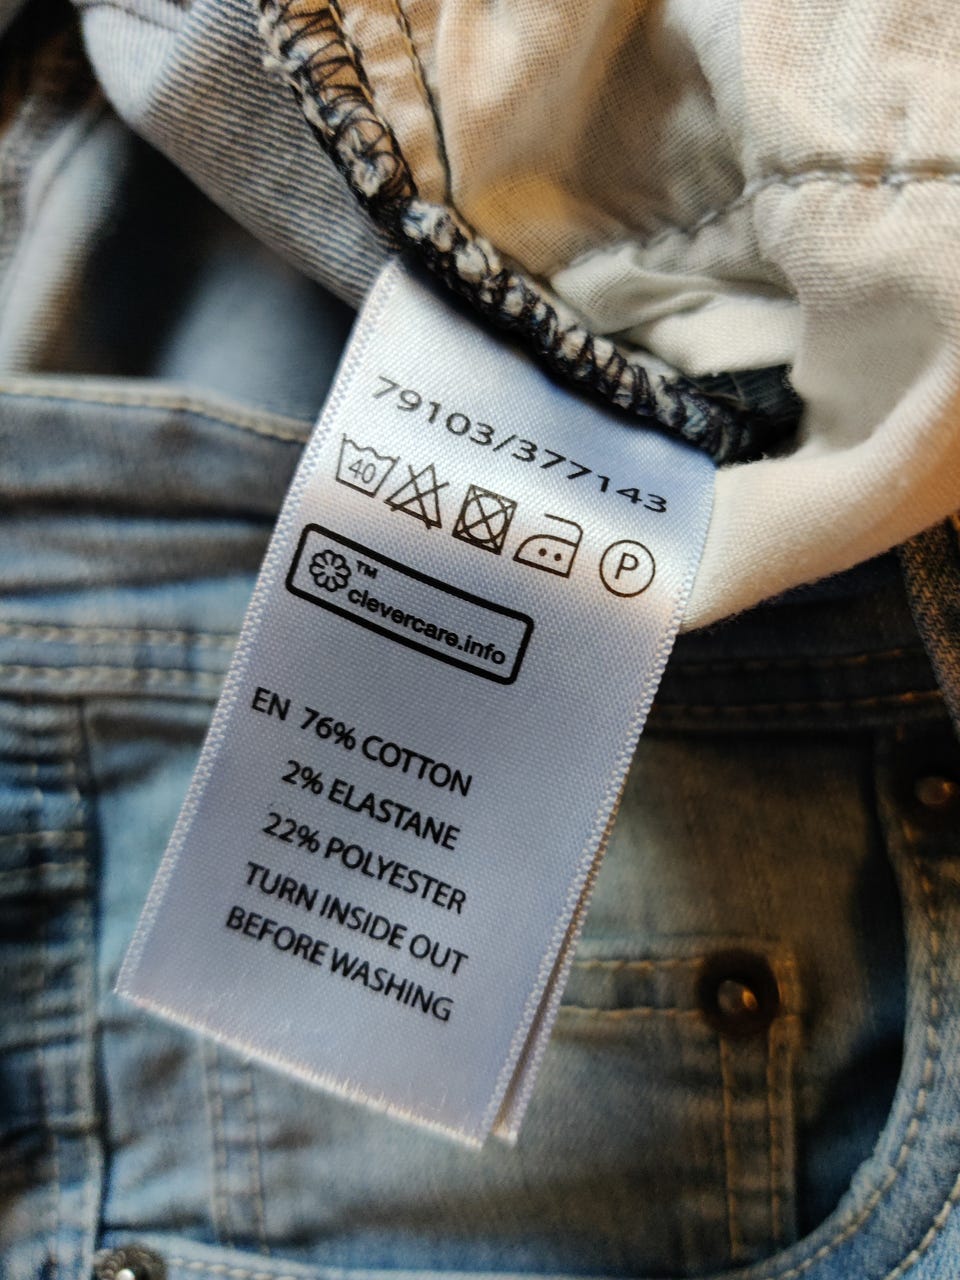 79103/377143
40
P
™
clevercare.info
EN 76% COTTON
2% ELASTANE
22% POLYESTER
TURN INSIDE OUT
BEFORE WASHING